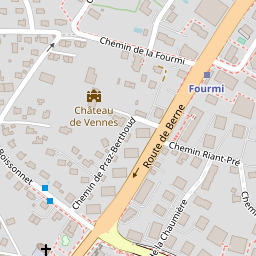 Chemin de la Fourmi
Fourmi
Château
de Vennes
Route de Berne
Chemin de Praz-Berthoud
Chemin Riant-Pré
Boissonnet
de la Chaumière